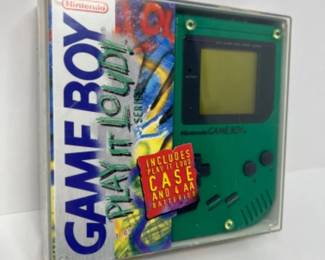 Nintendo
GAME BOY
PLAY IT LOUD!
SERIES
INCLUDES
PLAY IT LOUD
CASE
AND 4 AA
BATTERIES
Nintendo GAME BOY